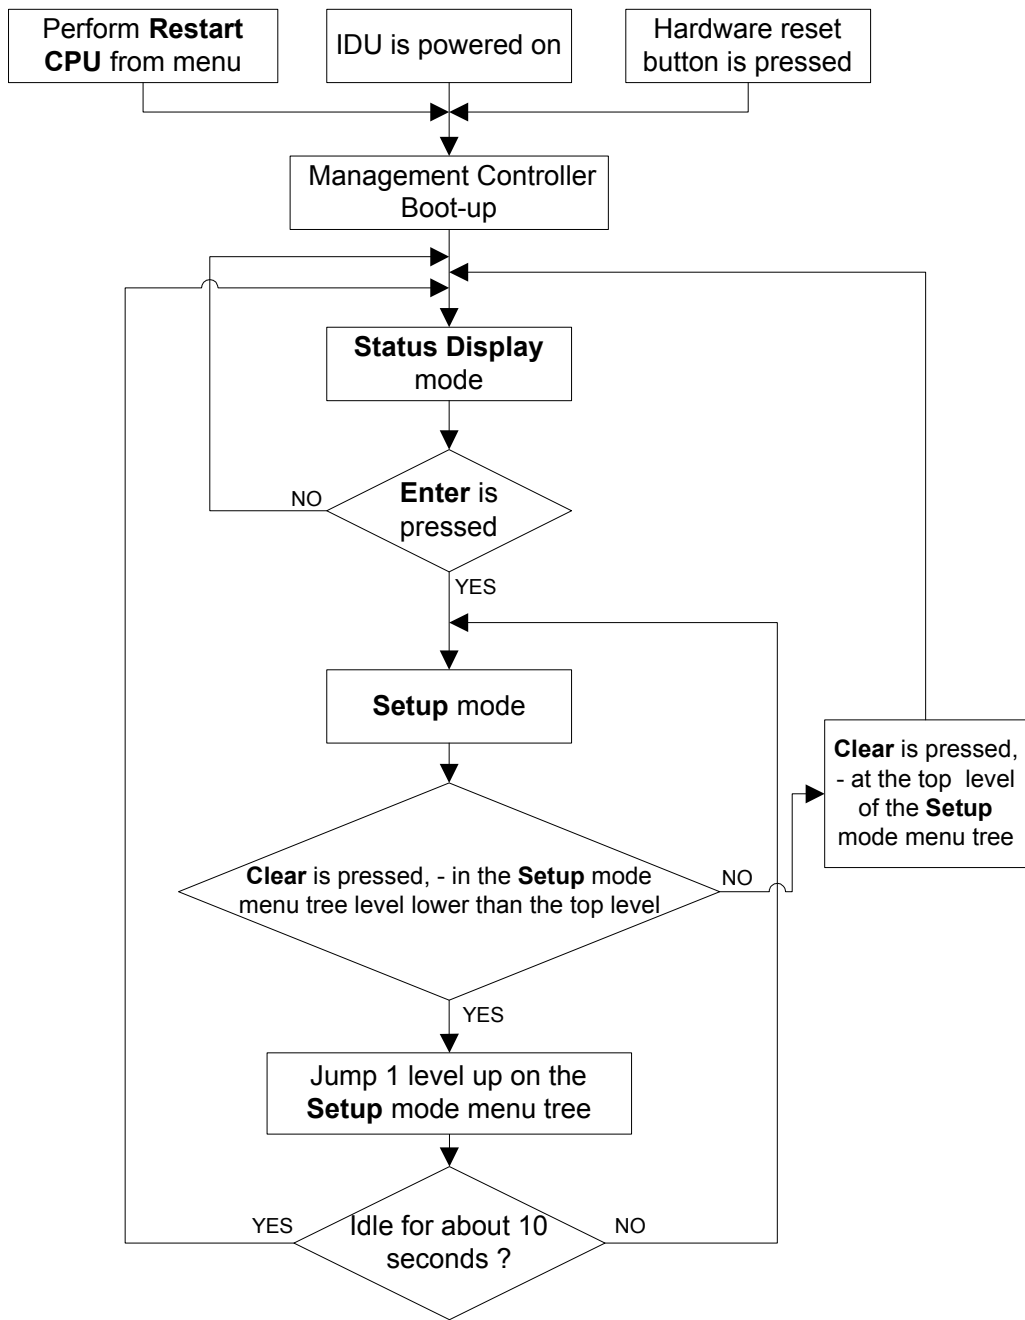 Perform Restart
CPU from menu
IDU is powered on
Hardware reset
button is pressed
Management Controller
Boot-up
Status Display
mode
Enter is
pressed
NO
YES
Setup mode
Clear is pressed,
- at the top level
of the Setup
mode menu tree
Clear is pressed, - in the Setup mode
menu tree level lower than the top level
NO
YES
Jump 1 level up on the
Setup mode menu tree
Idle for about 10
seconds ?
YES
NO